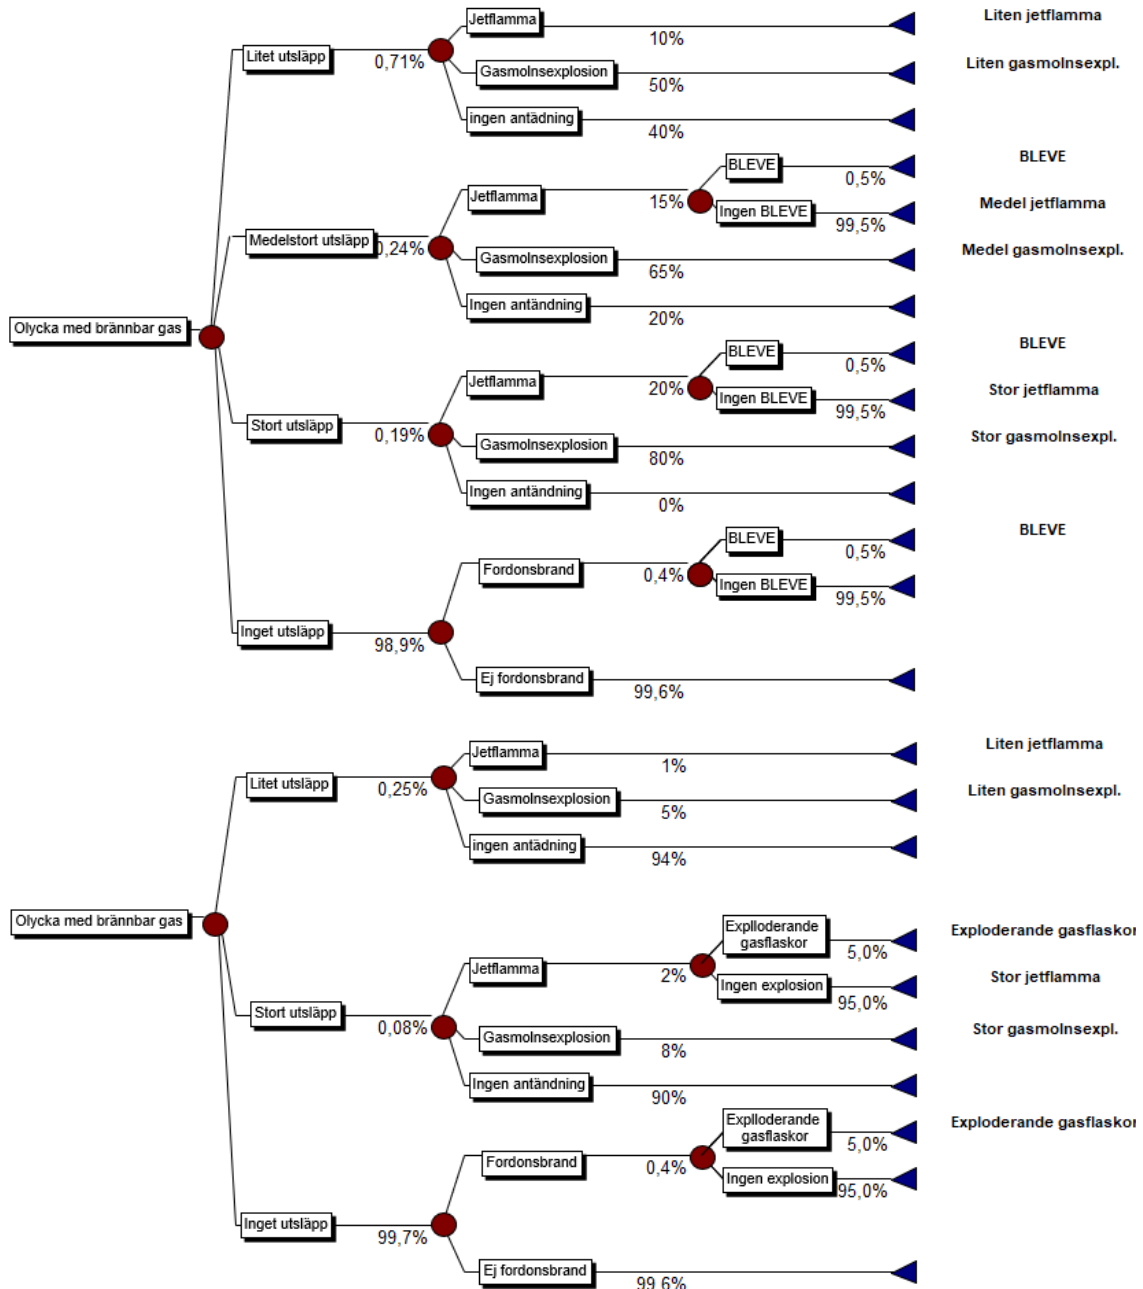 Jetflamma
10%
Liten jetflamma
Litet utsläpp
0,71%
Gasmolnsexplosion
50%
Liten gasmolnsexpl.
ingen antädning
40%
BLEVE
0,5%
BLEVE
Jetflamma
15%
Ingen BLEVE
99,5%
Medel jetflamma
Medelstort utsläpp
0,24%
Gasmolnsexplosion
65%
Medel gasmolnsexpl.
Ingen antändning
20%
Olycka med brännbar gas
BLEVE
0,5%
BLEVE
Jetflamma
20%
Ingen BLEVE
99,5%
Stor jetflamma
Stort utsläpp
0,19%
Gasmolnsexplosion
80%
Stor gasmolnsexpl.
Ingen antändning
0%
BLEVE
0,5%
BLEVE
Fordonsbrand
0,4%
Ingen BLEVE
99,5%
Inget utsläpp
98,9%
Ej fordonsbrand
99,6%
Jetflamma
1%
Liten jetflamma
Litet utsläpp
0,25%
Gasmolnsexplosion
5%
Liten gasmolnsexpl.
ingen antädning
94%
Olycka med brännbar gas
Explloderande
gasflaskor
5,0%
Exploderande gasflaskor
Jetflamma
2%
Ingen explosion
95,0%
Stor jetflamma
Stort utsläpp
0,08%
Gasmolnsexplosion
8%
Stor gasmolnsexpl.
Ingen antändning
90%
Explloderande
gasflaskor
5,0%
Exploderande gasflaskor
Fordonsbrand
0,4%
Ingen explosion
95,0%
Inget utsläpp
99,7%
Ej fordonsbrand
99,6%